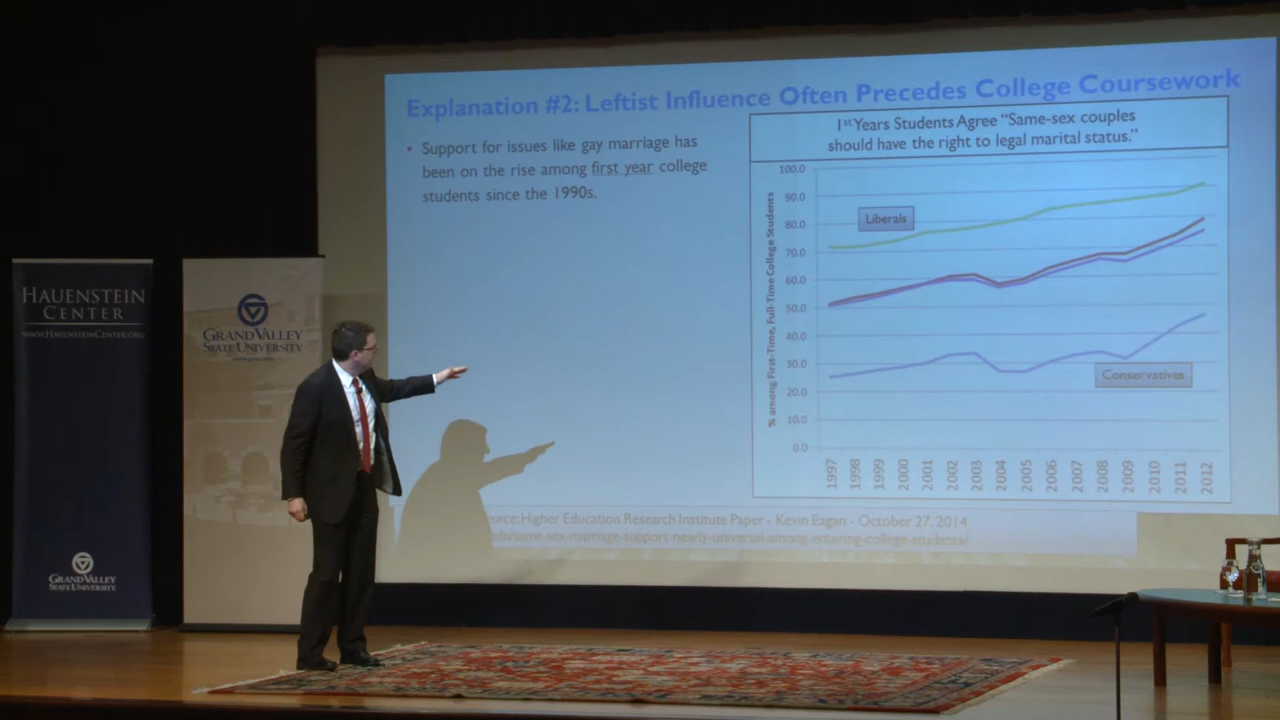 Explanation #2: Leftist Influence Often Precedes College Coursework
• Support for issues like gay marriage has
been on the rise among first year college
students since the 1990s.
1st Years Students Agree "Same-sex couples
should have the right to legal marital status."
% among First-Time, Full-Time College Students
100.0
90.0
80.0
70.0
60.0
50.0
40.0
30.0
20.0
10.0
0.0
Liberals
Conservatives
1997
1998
1999
2000
2001
2002
2003
2004
2005
2006
2007
2008
2009
2010
2011
2012
urce: Higher Education Research Institute Paper - Kevin Eagan - October 27, 2014
edu/same-sex-marriage-support-nearly-universal-among-entering-college-students/
HAUENSTEIN
CENTER
WWW.HAUENSTEINCENTER.ORG
GRAND VALLEY
STATE UNIVERSITY
GRAND VALLEY
STATE UNIVERSITY
www.gvsu.edu